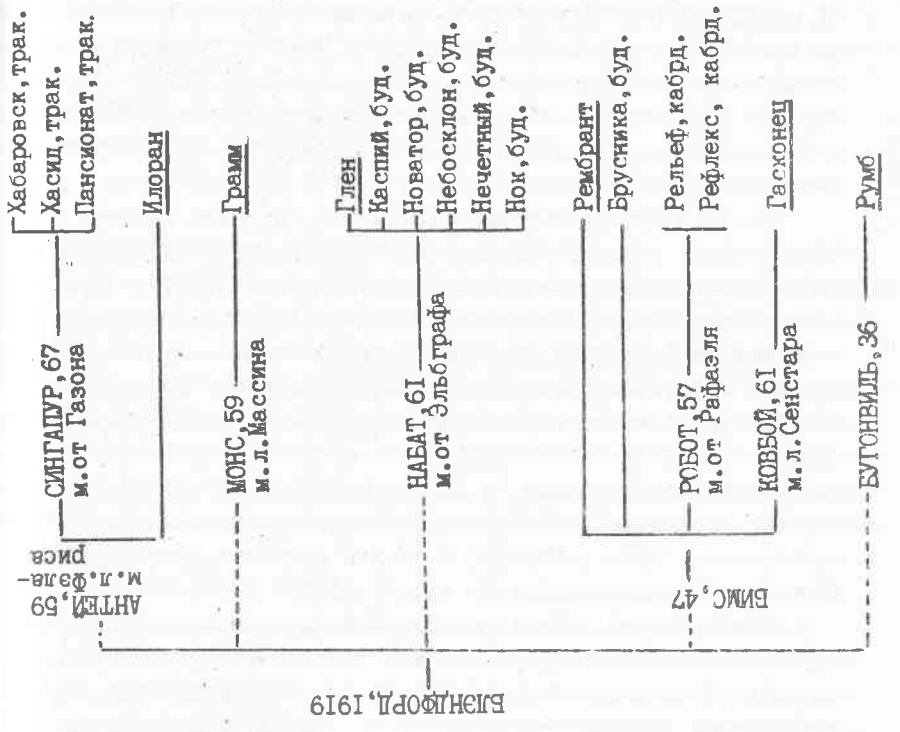 БЛЭНДФОРД,1919
АНТЕЙ,59
м.л.Фэла-
риса
СИНГАПУР,67
м.от Газона
Хабаровск,трак.
Хасид,трак.
Пансионат,трак.
Илоран
МОНС,59
м.л.Массина
Грамм
НАБАТ,61
м.от Эльбграфа
Глен
Каспий,буд.
Новатор,буд.
Небосклон,буд.
Нечетный,буд.
Нок,буд.
БИМС,47
Рембрант
Брусника,буд.
РОБОТ,57
м.от Рафаэля
Рельеф,кабрд.
Рефлекс, кабрд.
КОВБОЙ,61
м.л.Сенстара
Гасконец
БУГОНВИЛЬ,36
Румб